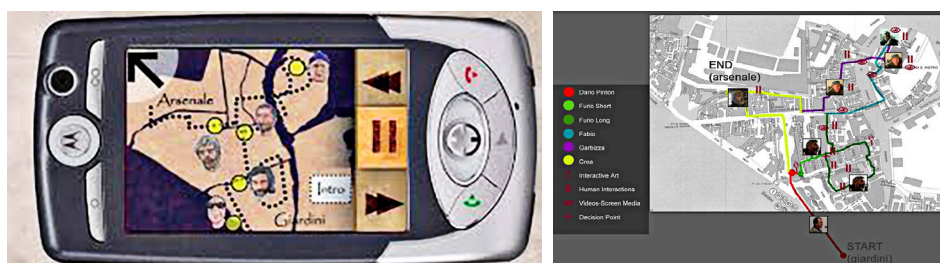 Arsenale
Intro
Giardini
END
(arsenale)
Dario Pinton
Furio Short
Furio Long
Fabio
Garbizza
Crea
Interactive Art
Human Interactions
Videos-Screen Media
Decision Point
START
(giardini)